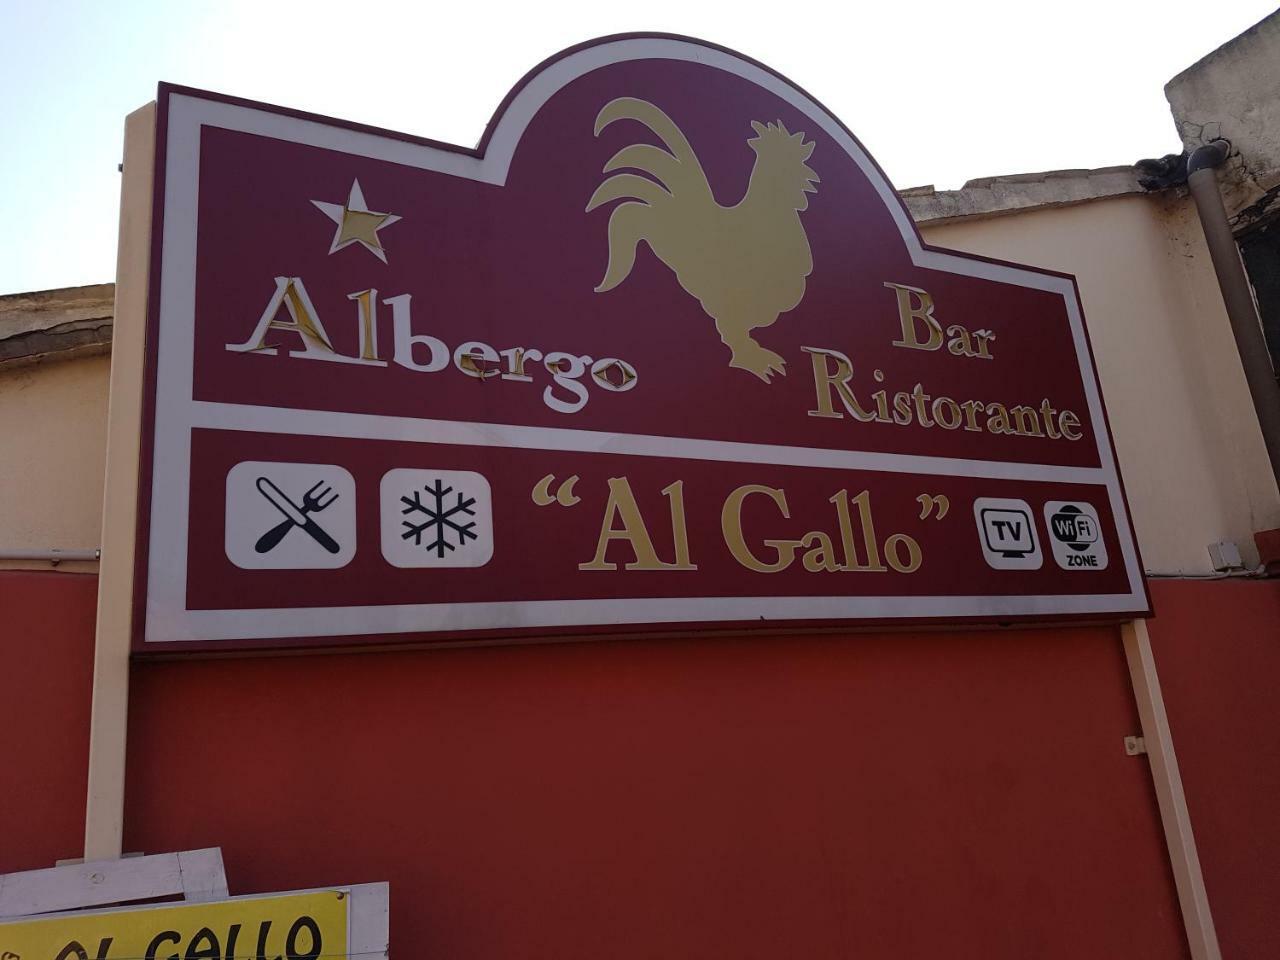 Albergo
Bar
Ristorante
“Al Gallo”
TV
WiFi
ZONE
AL GALLO